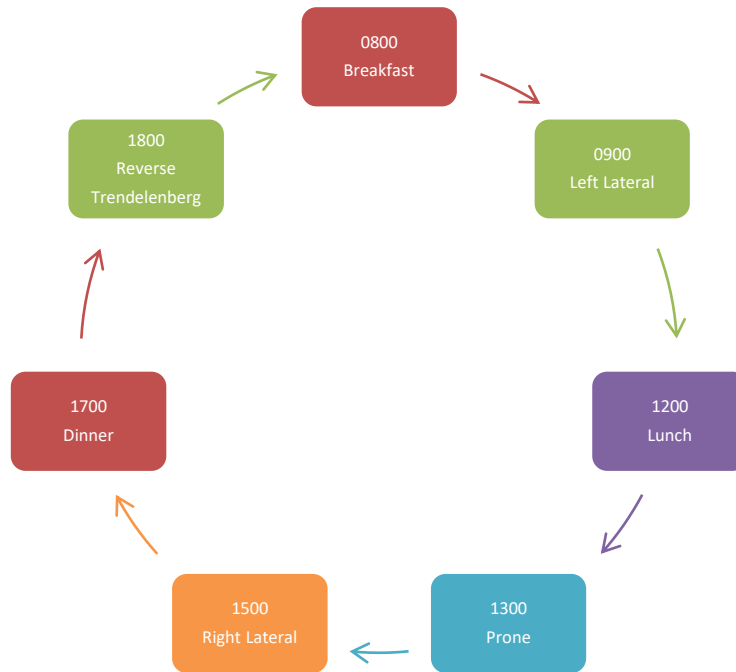 0800
Breakfast
0900
Left Lateral
1200
Lunch
1300
Prone
1500
Right Lateral
1700
Dinner
1800
Reverse
Trendelenberg